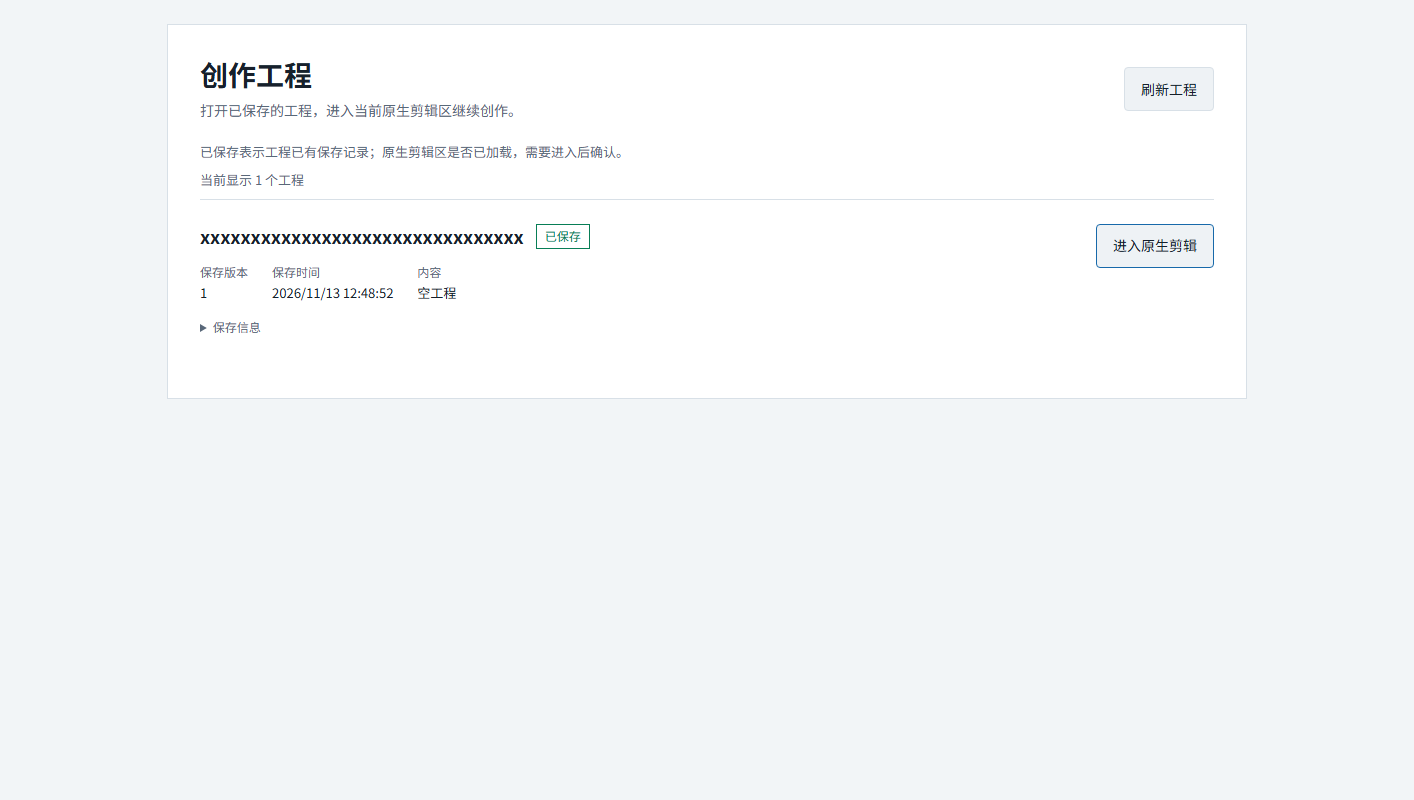 创作工程
刷新工程
打开已保存的工程，进入当前原生剪辑区继续创作。
已保存表示工程已有保存记录；原生剪辑区是否已加载，需要进入后确认。
当前显示 1 个工程
xxxxxxxxxxxxxxxxxxxxxxxxxxxxxxxx 已保存
进入原生剪辑
保存版本 保存时间 内容
1 2026/11/13 12:48:52 空工程
▶ 保存信息